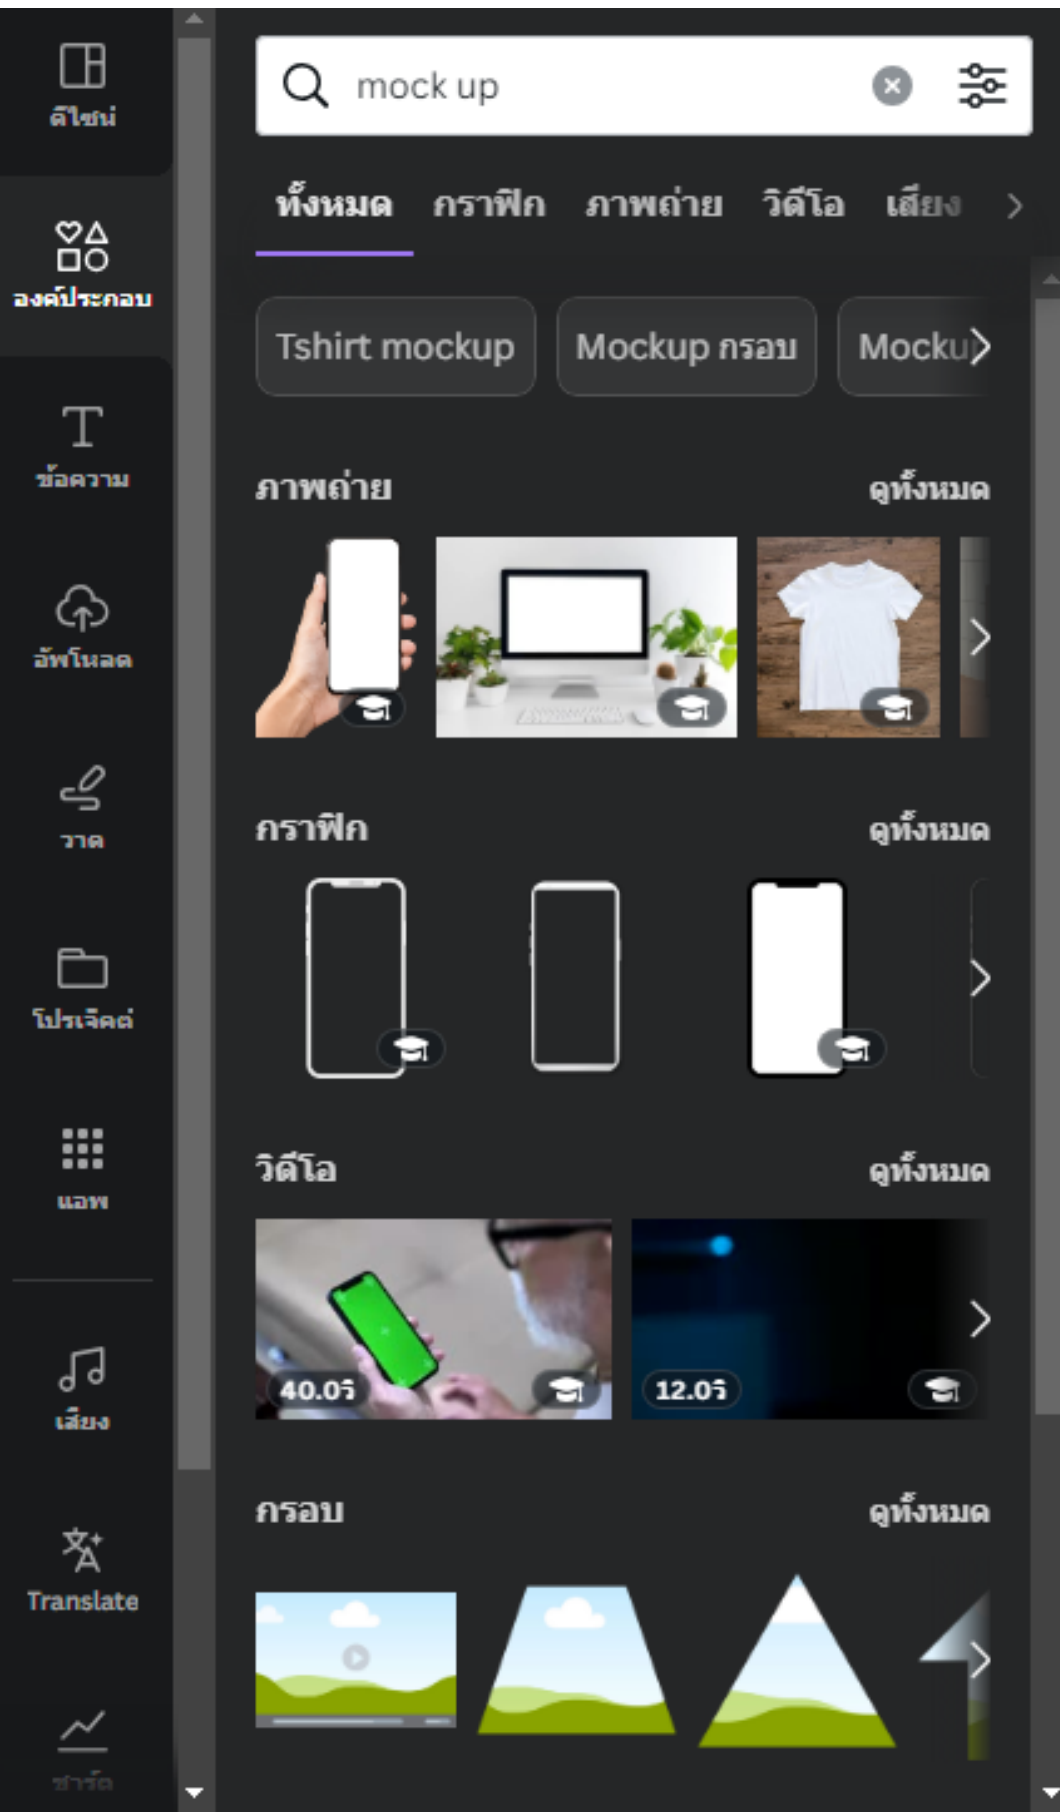 ดีไซน์
องค์ประกอบ
ข้อความ
อัพโหลด
วาด
โปรเจ็คต์
แอพ
เสียง
Translate
ชาร์ต
mock up
ทั้งหมด กราฟิก ภาพถ่าย วิดีโอ เสียง
Tshirt mockup Mockup กรอบ Mockup
ภาพถ่าย ดูทั้งหมด
กราฟิก ดูทั้งหมด
วิดีโอ ดูทั้งหมด
40.0วิ 12.0วิ
กรอบ ดูทั้งหมด